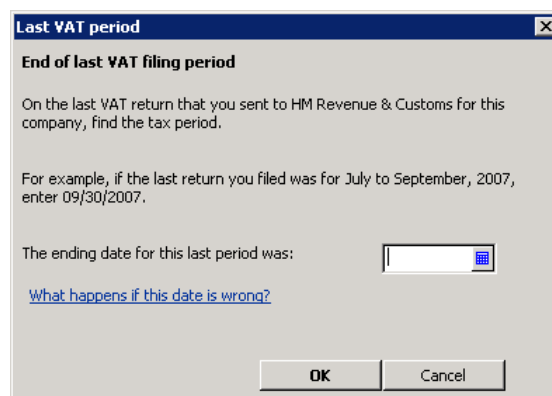 Last VAT period
End of last VAT filing period
On the last VAT return that you sent to HM Revenue & Customs for this
company, find the tax period.
For example, if the last return you filed was for July to September, 2007,
enter 09/30/2007.
The ending date for this last period was:
What happens if this date is wrong?
OK Cancel